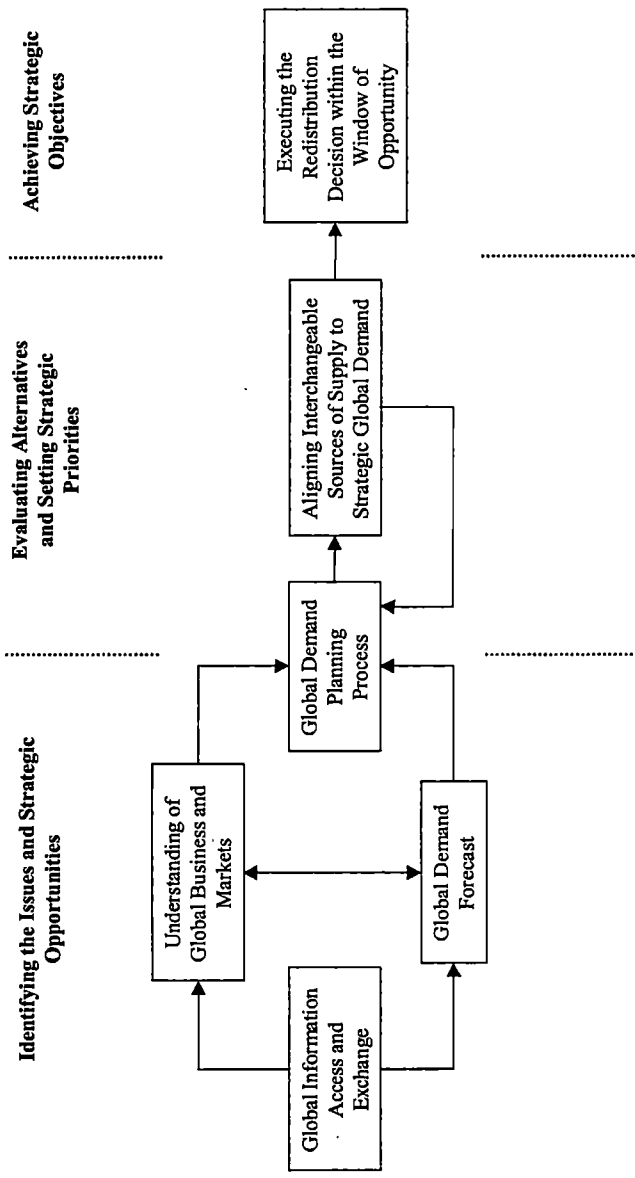 Identifying the Issues and Strategic
Opportunities
Evaluating Alternatives
and Setting Strategic
Priorities
Achieving Strategic
Objectives
Global Information
Access and
Exchange
Understanding of
Global Business and
Markets
Global Demand
Forecast
Global Demand
Planning
Process
Aligning Interchangeable
Sources of Supply to
Strategic Global Demand
Executing the
Redistribution
Decision within the
Window of
Opportunity